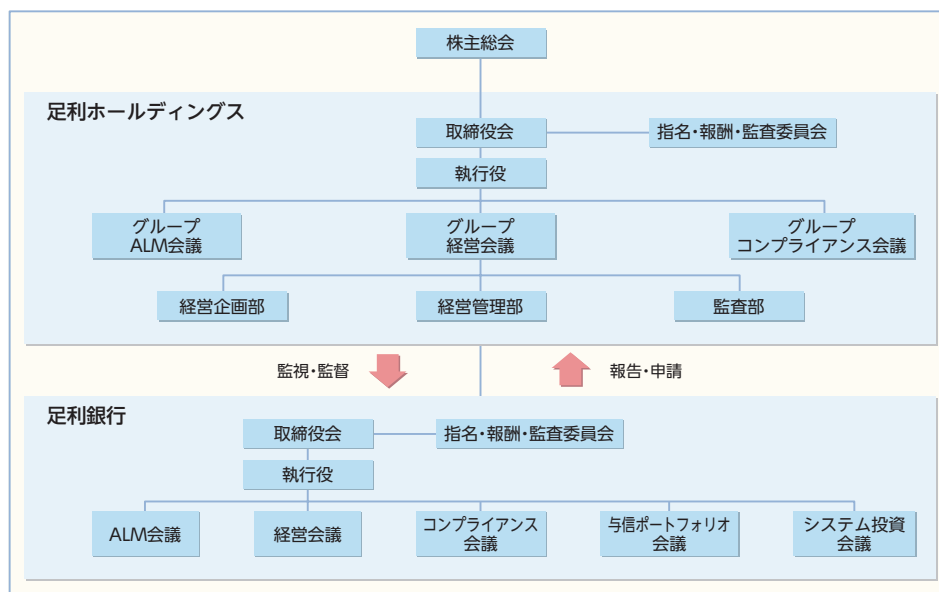 株主総会
足利ホールディングス
取締役会
指名・報酬・監査委員会
執行役
グループ
ALM会議
グループ
経営会議
グループ
コンプライアンス会議
経営企画部
経営管理部
監査部
監視・監督
報告・申請
足利銀行
取締役会
指名・報酬・監査委員会
執行役
ALM会議
経営会議
コンプライアンス
会議
与信ポートフォリオ
会議
システム投資
会議